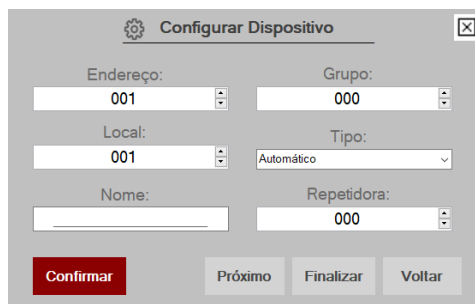 Configurar Dispositivo
Endereço:
Grupo:
001
000
Local:
Tipo:
001
Automático
Nome:
Repetidora:
000
Confirmar
Próximo
Finalizar
Voltar